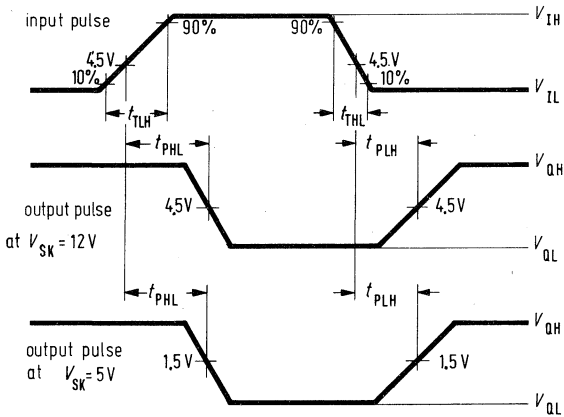 input pulse
90% 90%
V_IH
4.5V 4.5.V
10% 10%
V_IL
t_TLH t_THL
t_PHL t_PLH
V_QH
4.5V 4.5V
output pulse
at V_SK = 12V
V_QL
t_PHL t_PLH
V_QH
output pulse
1.5V 1.5V
at V_SK = 5V
V_QL